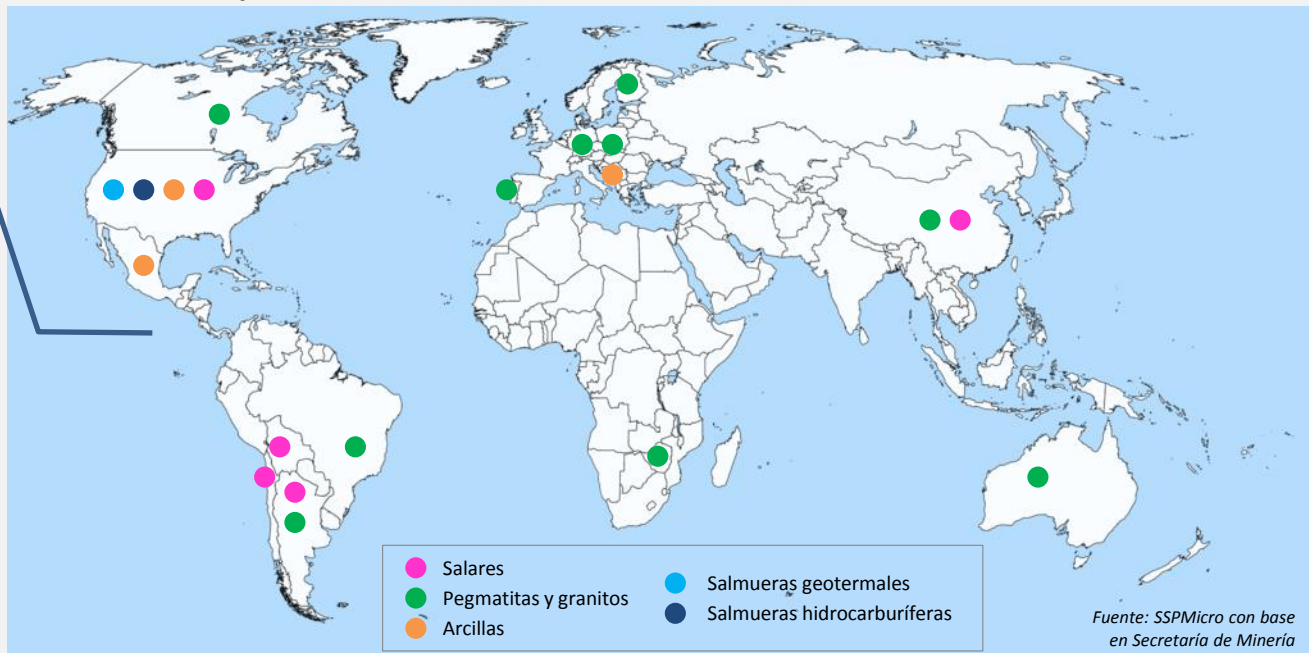 Salares
Pegmatitas y granitos
Arcillas
Salmueras geotermales
Salmueras hidrocarburíferas
Fuente: SSPMicro con base
en Secretaría de Minería